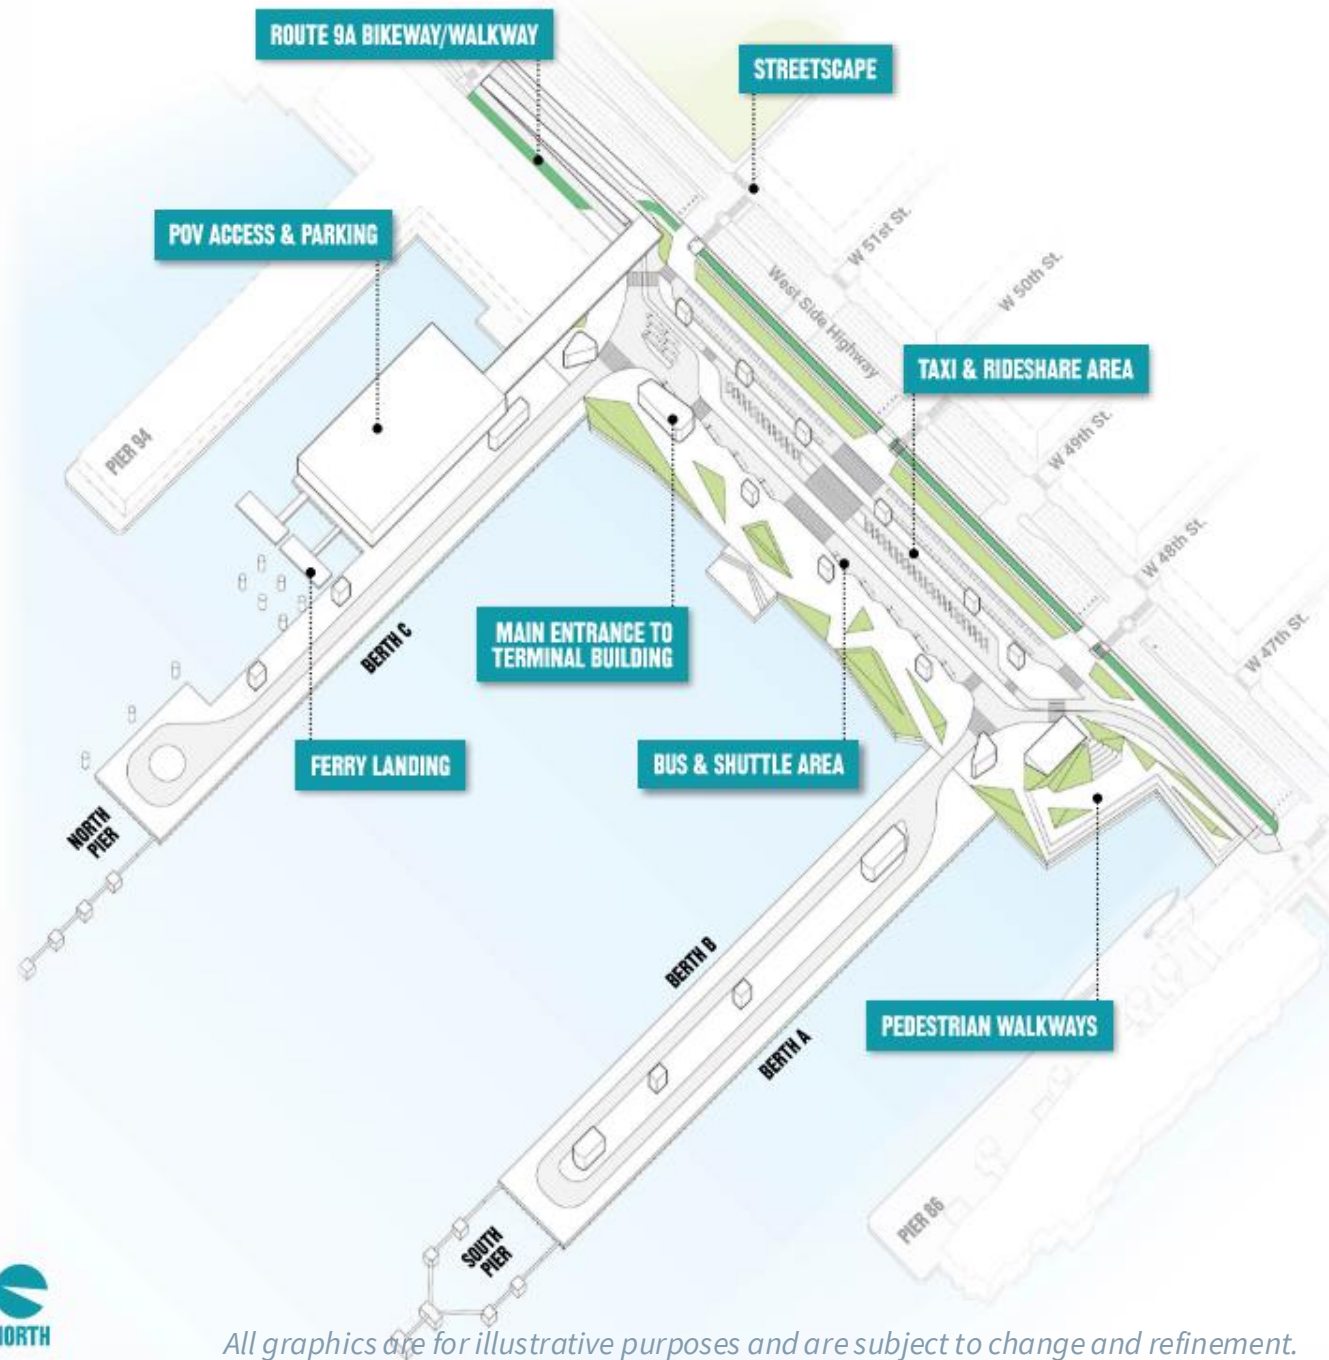 ROUTE 9A BIKEWAY/WALKWAY
STREETSCAPE
POV ACCESS & PARKING
W 51st St.
W 50th St.
West Side Highway
TAXI & RIDESHARE AREA
PIER 94
W 49th St.
W 48th St.
W 47th St.
MAIN ENTRANCE TO
TERMINAL BUILDING
BERTH C
FERRY LANDING
BUS & SHUTTLE AREA
NORTH
PIER
BERTH B
BERTH A
PEDESTRIAN WALKWAYS
PIER 86
SOUTH
PIER
NORTH
All graphics are for illustrative purposes and are subject to change and refinement.